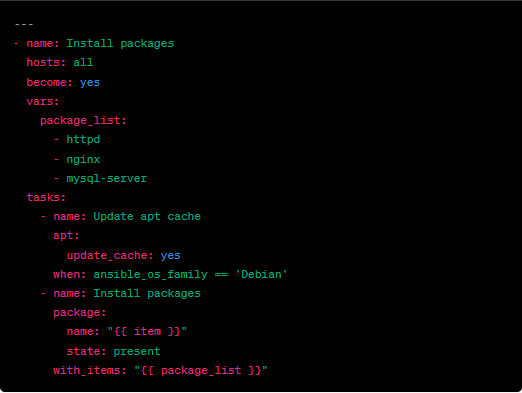 ---
- name: Install packages
  hosts: all
  become: yes
  vars:
    package_list:
      - httpd
      - nginx
      - mysql-server
  tasks:
    - name: Update apt cache
      apt:
        update_cache: yes
      when: ansible_os_family == 'Debian'
    - name: Install packages
      package:
        name: "{{ item }}"
        state: present
      with_items: "{{ package_list }}"